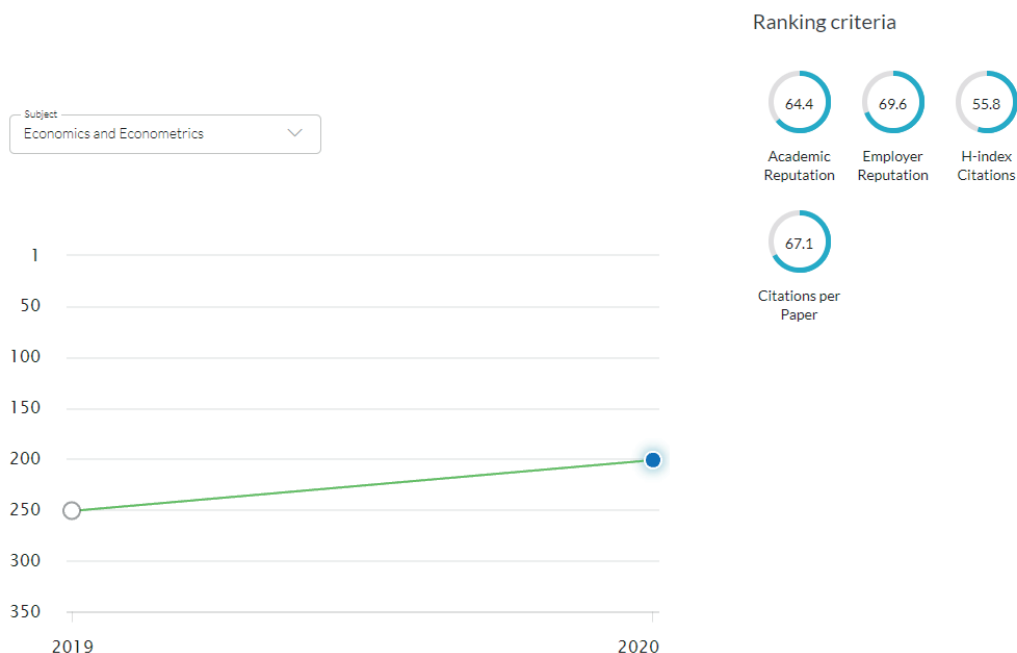 Ranking criteria
64.4
69.6
55.8
Academic
Reputation
Employer
Reputation
H-index
Citations
67.1
Citations per
Paper
Subject
Economics and Econometrics
1
50
100
150
200
250
300
350
2019
2020